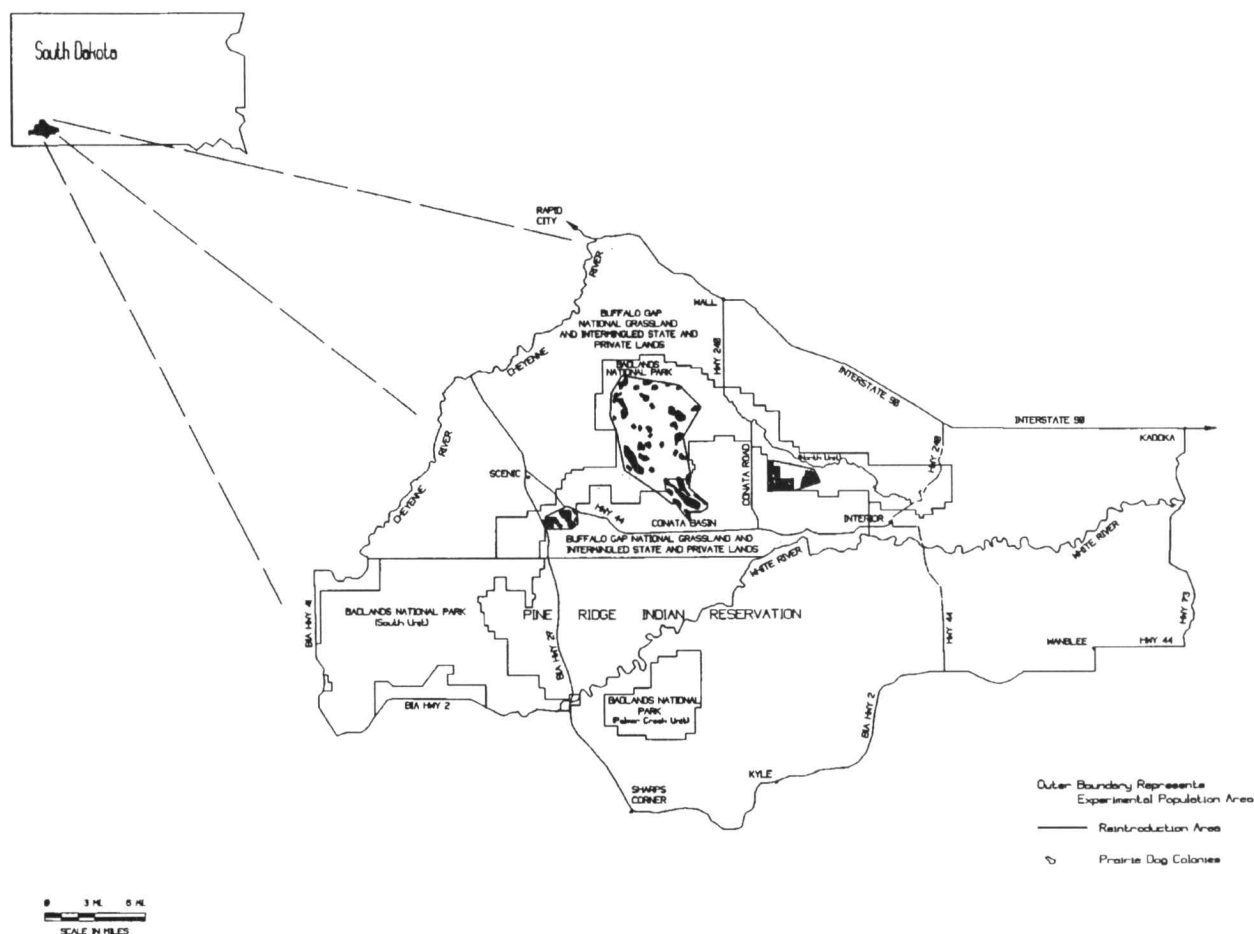 South Dakota
RAPID
CITY
RIVER
CHEYENNE
WALL
BUFFALO GAP
NATIONAL GRASSLAND
AND INTERMINGLED STATE AND
PRIVATE LANDS
HWY 240
BADLANDS
NATIONAL PARK
INTERSTATE 90
INTERSTATE 90
KADOKA
RIVER
CHEYENNE
SCENIC
HWY 44
CONATA BASIN
CONATA ROAD
(North Unit)
HWY 240
INTERIOR
BUFFALO GAP NATIONAL GRASSLAND AND
INTERMINGLED STATE AND PRIVATE LANDS
WHITE RIVER
WHITE RIVER
BIA HWY 41
BADLANDS NATIONAL PARK
(South Unit)
PINE RIDGE INDIAN RESERVATION
BIA HWY 27
HWY 44
WANBLEE
HWY 44
HWY 73
BIA HWY 2
BADLANDS NATIONAL
PARK
(Palmer Creek Unit)
BIA HWY 2
KYLE
SHARPS
CORNER
Outer Boundary Represents
Experimental Population Area
Reintroduction Area
Prairie Dog Colonies
0 3 MI. 6 MI.
SCALE IN MILES